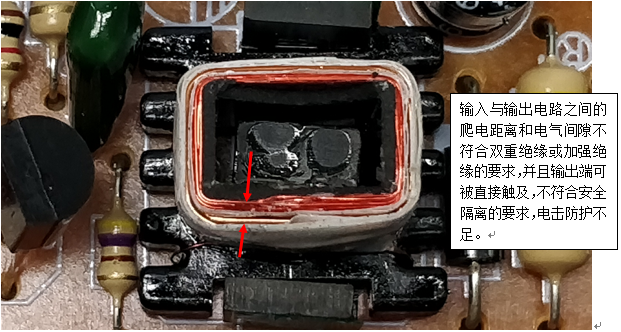 输入与输出电路之间的
爬电距离和电气间隙不
符合双重绝缘或加强绝
缘的要求，并且输出端可
被直接触及，不符合安全
隔离的要求，电击防护不
足。